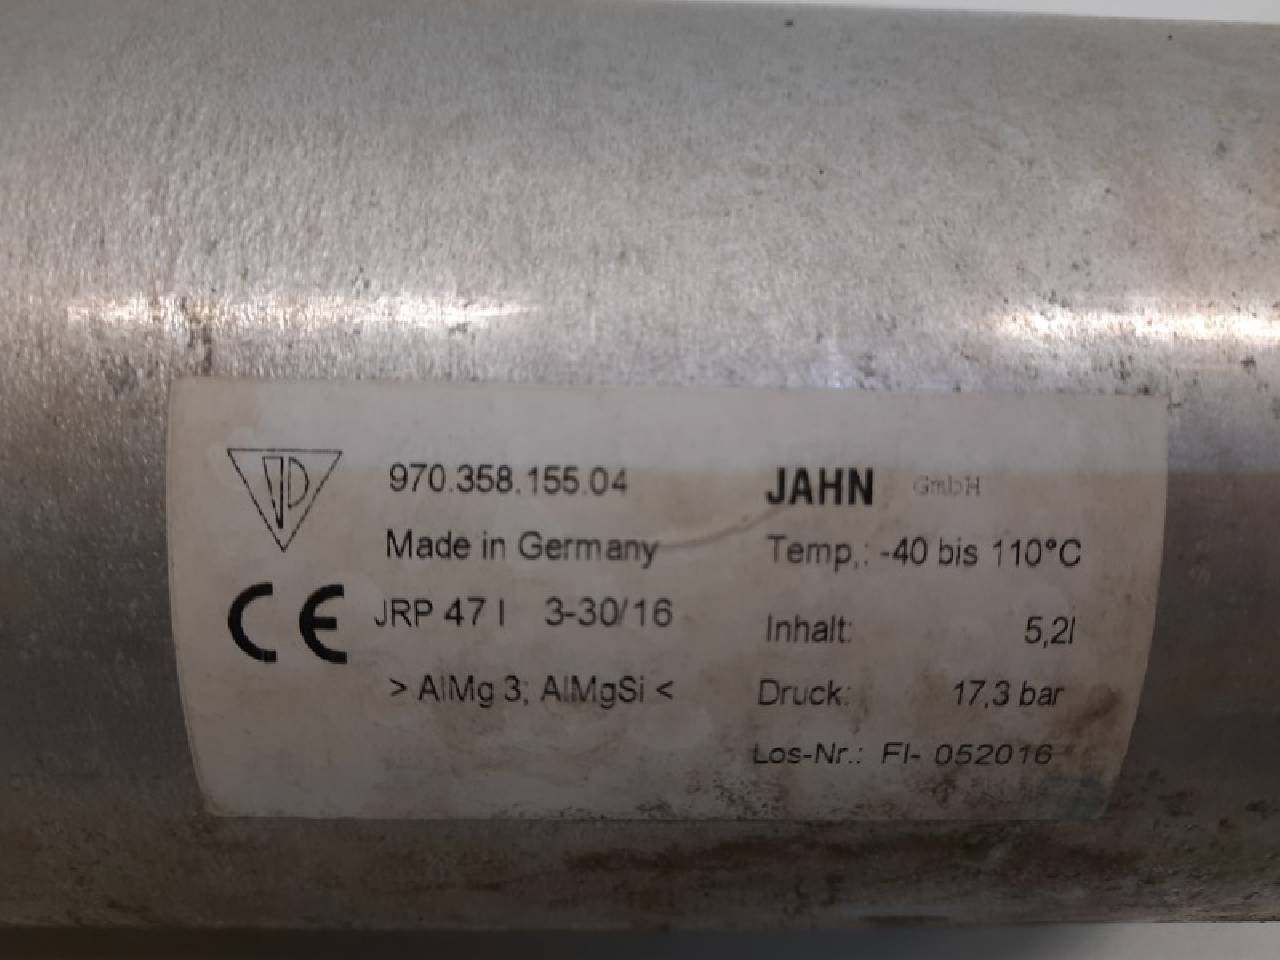 970.358.155.04
Made in Germany
CE JRP 47 l 3-30/16
> AlMg 3; AlMgSi <
JAHN GmbH
Temp.: -40 bis 110°C
Inhalt: 5,2l
Druck: 17,3 bar
Los-Nr.: FI- 052016